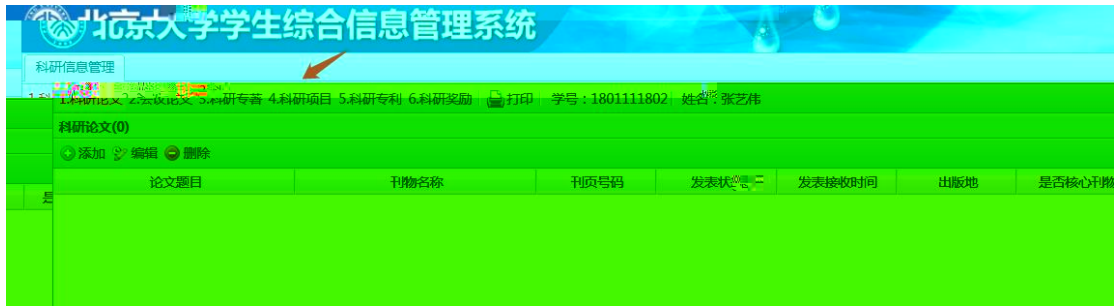 北京大学学生综合信息管理系统
科研信息管理
1.科研论文 2.会议论文 3.科研专著 4.科研项目 5.科研专利 6.科研奖励 打印 学号：1801111802 姓名：张艺伟
科研论文(0)
添加 编辑 删除
论文题目 刊物名称 刊页号码 发表状 发表接收时间 出版地 是否核心刊物
是